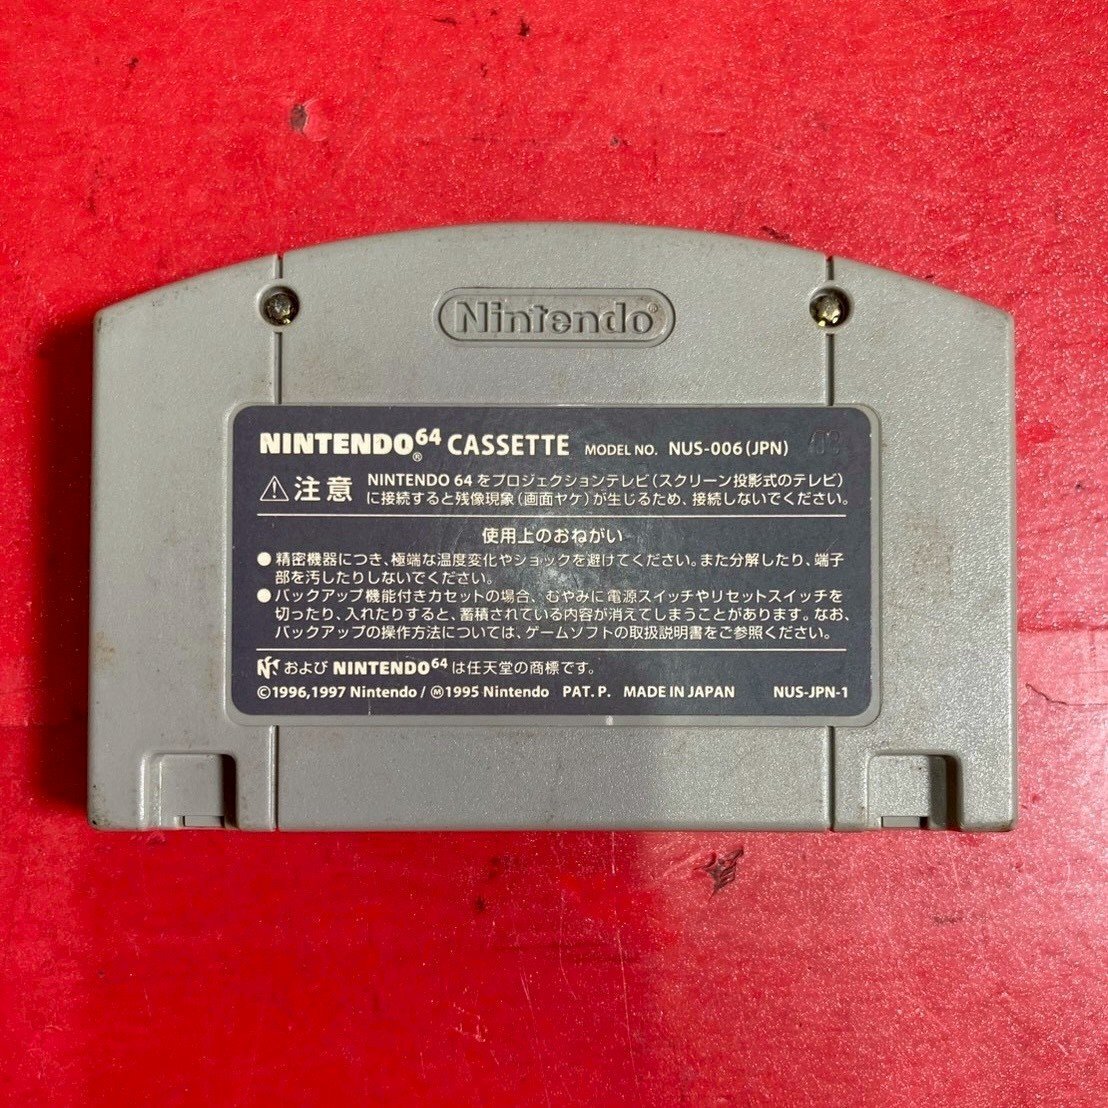 Nintendo®
NINTENDO64® CASSETTE MODEL NO. NUS-006(JPN)
⚠注意 NINTENDO 64をプロジェクションテレビ(スクリーン投影式のテレビ)
に接続すると残像現象(画面ヤケ)が生じるため、接続しないでください。
使用上のおねがい
●精密機器につき、極端な温度変化やショックを避けてください。また分解したり、端子
部を汚したりしないでください。
●バックアップ機能付きカセットの場合、むやみに電源スイッチやリセットスイッチを
切ったり、入れたりすると、蓄積されている内容が消えてしまうことがあります。なお、
バックアップの操作方法については、ゲームソフトの取扱説明書をご参照ください。
および NINTENDO64 は任天堂の商標です。
©1996,1997 Nintendo/Ⓜ1995 Nintendo PAT. P. MADE IN JAPAN NUS-JPN-1